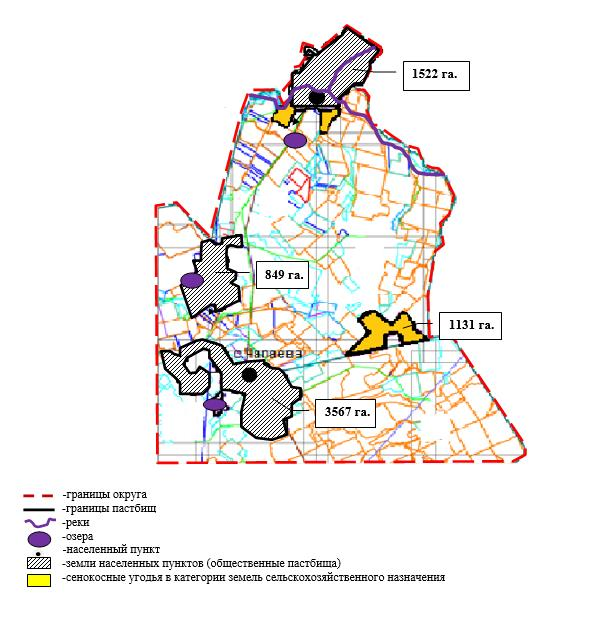 1522 га.
849 га.
1131 га.
с.Чапаева
3567 га.
-границы округа
-границы пастбищ
-реки
-озера
-населенный пункт
-земли населенных пунктов (общественные пастбища)
-сенокосные угодья в категории земель сельскохозяйственного назначения